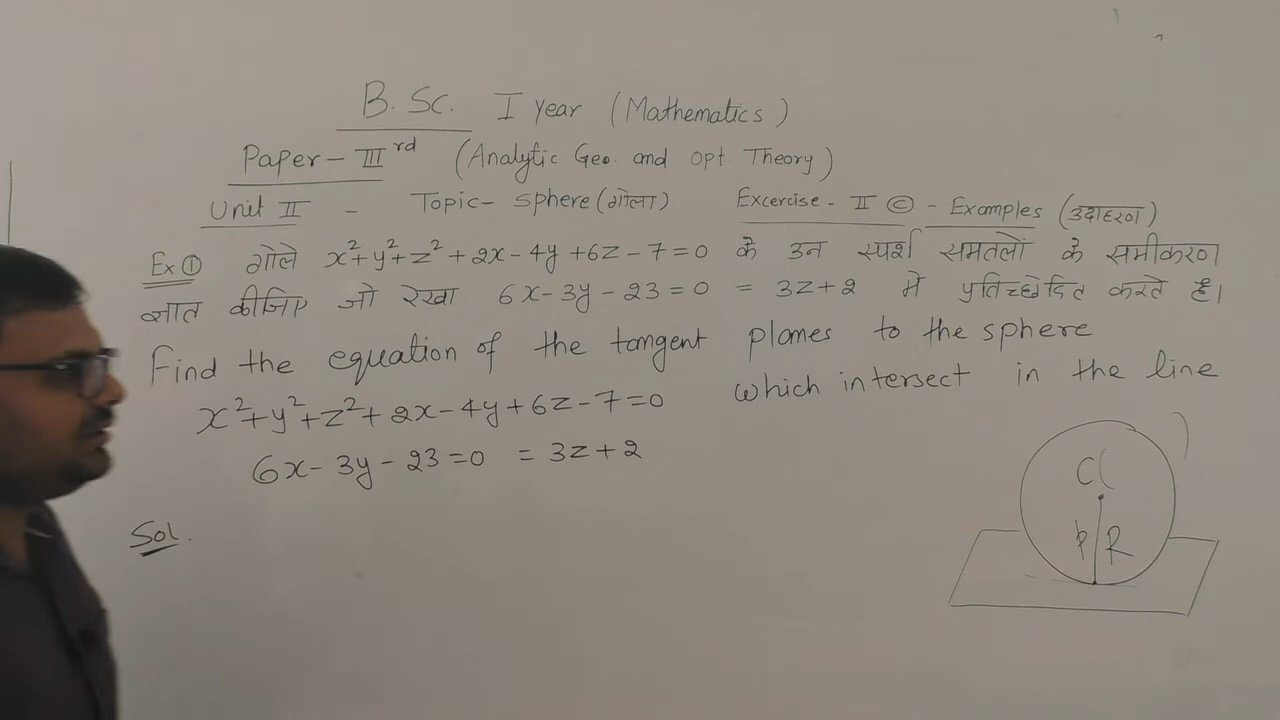 B.Sc. I year (Mathematics)
Paper - III rd (Analytic Geo. and Opt Theory)
Unit II - Topic - Sphere (गोला) Excercise - II © - Examples (उदाहरण)
Ex ① गोले x²+y²+z²+2x-4y+6z-7=0 के उन स्पर्श समतलों के समीकरण
ज्ञात कीजिए जो रेखा 6x-3y-23=0 = 3z+2 में प्रतिच्छेदित करते है।
Find the equation of the tangent planes to the sphere
x²+y²+z²+2x-4y+6z-7=0 which intersect in the line
6x-3y-23=0 = 3z+2
Sol.
C(
p R